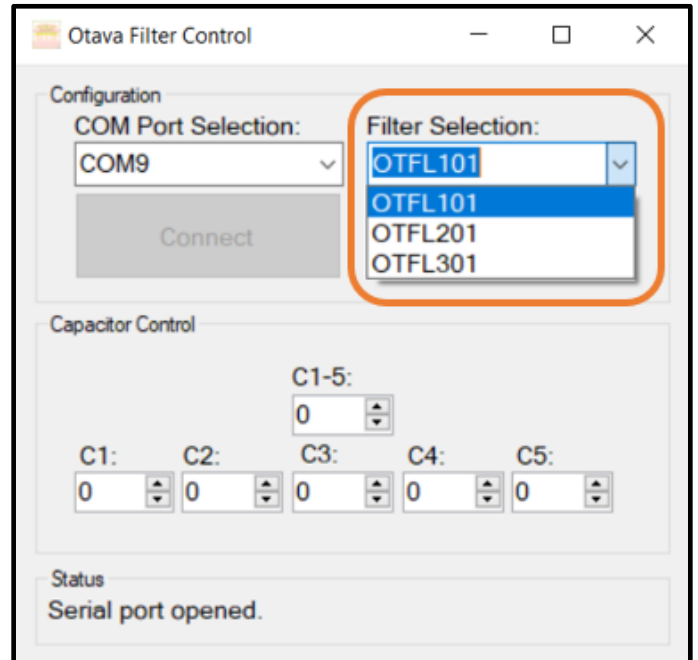 Otava Filter Control
Configuration
COM Port Selection:
COM9
Connect
Filter Selection:
OTFL101
OTFL101
OTFL201
OTFL301
Capacitor Control
C1-5:
0
C1: C2: C3: C4: C5:
0 0 0 0 0
Status
Serial port opened.